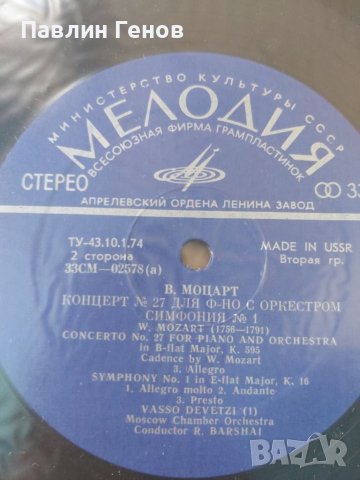 Павлин Генов
МИНИСТЕРСТВО КУЛЬТУРЫ СССР
МЕЛОДИЯ
ВСЕСОЮЗНАЯ ФИРМА ГРАМПЛАСТИНОК
СТЕРЕО
33
АПРЕЛЕВСКИЙ ОРДЕНА ЛЕНИНА ЗАВОД
ТУ-43.10.1.74
MADE IN USSR
2 сторона
Вторая гр.
33СМ—02578(а)
В. МОЦАРТ
КОНЦЕРТ № 27 ДЛЯ Ф-НО С ОРКЕСТРОМ
СИМФОНИЯ № 1
W. MOZART (1756—1791)
CONCERTO No. 27 FOR PIANO AND ORCHESTRA
in B-flat Major, K. 595
Cadence by W. Mozart
3. Allegro
SYMPHONY No. 1 in E-flat Major, K. 16
1. Allegro molto 2. Andante
3. Presto
VASSO DEVETZI (1)
Moscow Chamber Orchestra
Conductor R. BARSHAI
BAZAR